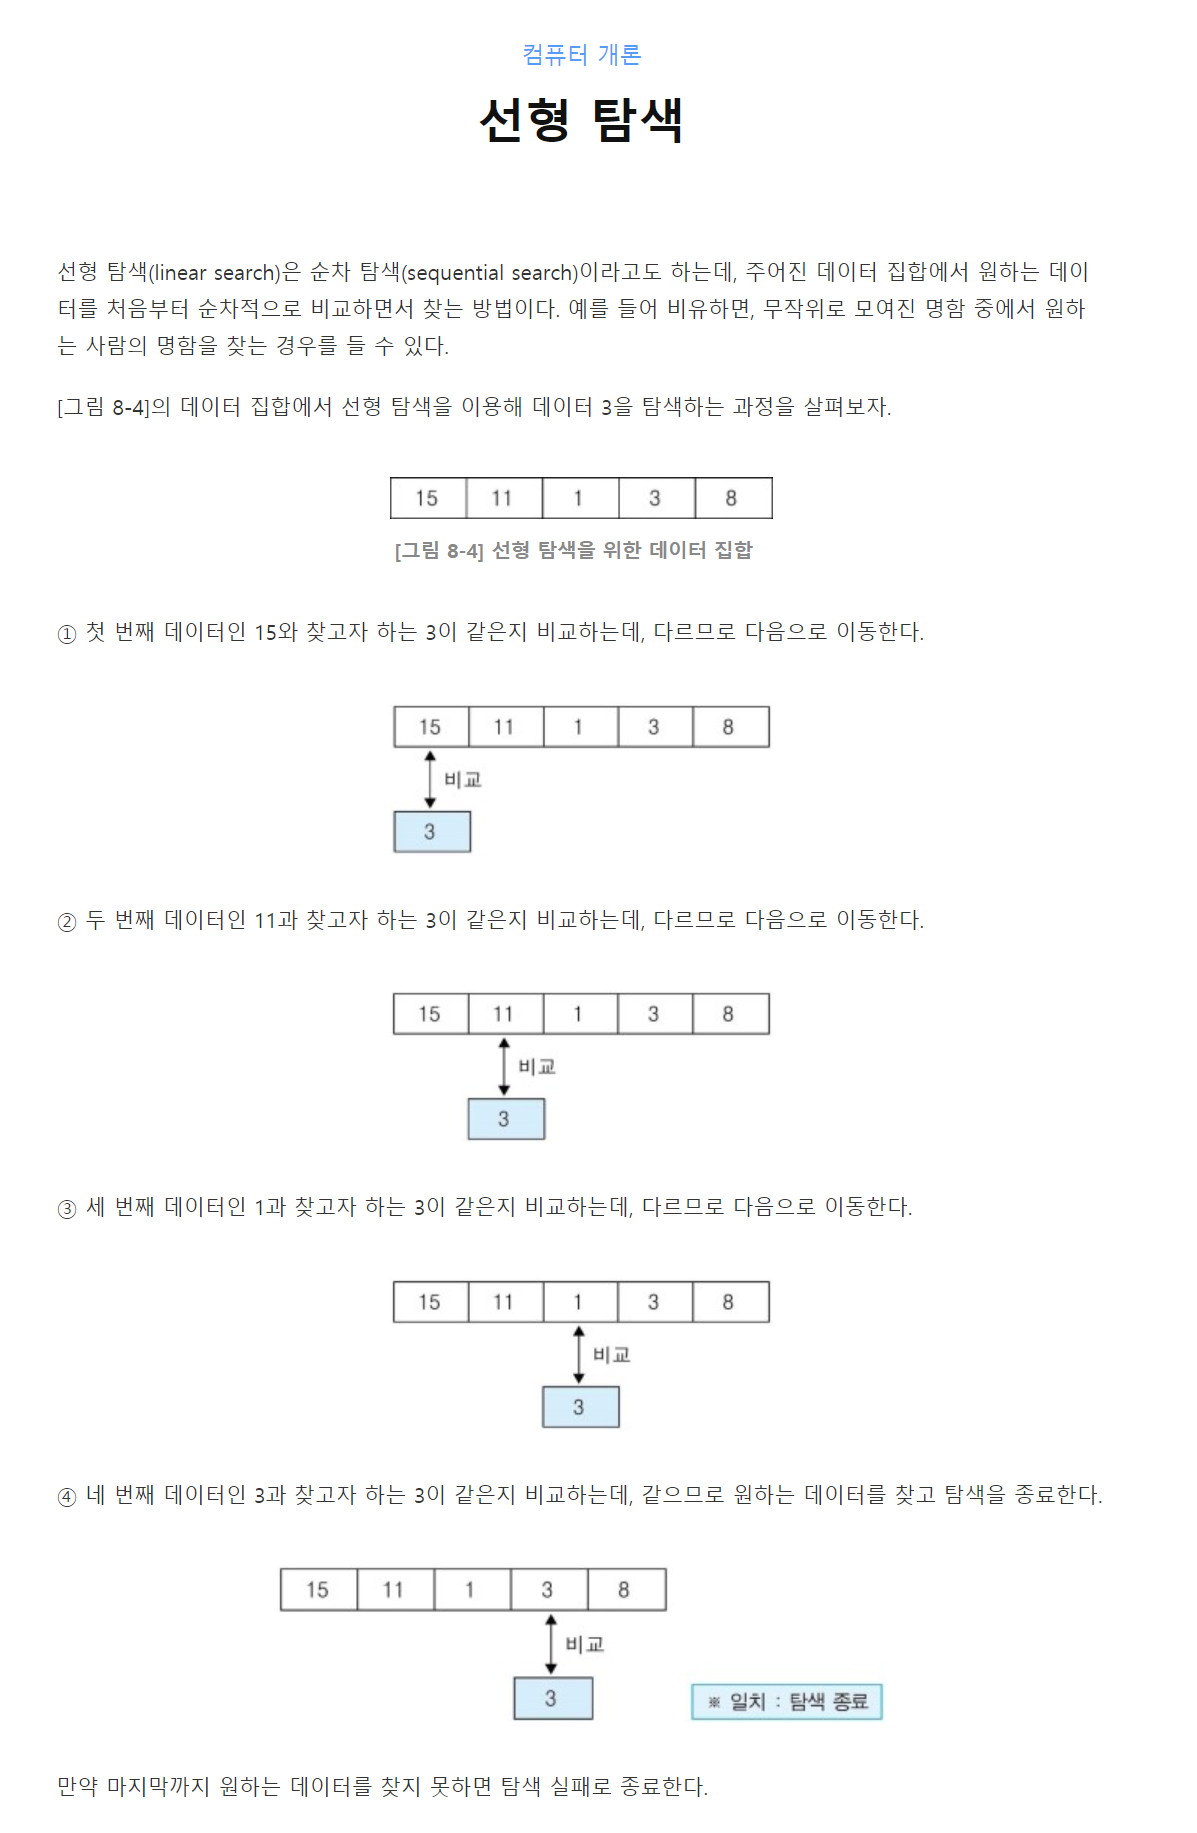 컴퓨터 개론
선형 탐색
선형 탐색(linear search)은 순차 탐색(sequential search)이라고도 하는데, 주어진 데이터 집합에서 원하는 데이
터를 처음부터 순차적으로 비교하면서 찾는 방법이다. 예를 들어 비유하면, 무작위로 모여진 명함 중에서 원하
는 사람의 명함을 찾는 경우를 들 수 있다.
[그림 8-4]의 데이터 집합에서 선형 탐색을 이용해 데이터 3을 탐색하는 과정을 살펴보자.
15 11 1 3 8
[그림 8-4] 선형 탐색을 위한 데이터 집합
① 첫 번째 데이터인 15와 찾고자 하는 3이 같은지 비교하는데, 다르므로 다음으로 이동한다.
15 11 1 3 8
비교
3
② 두 번째 데이터인 11과 찾고자 하는 3이 같은지 비교하는데, 다르므로 다음으로 이동한다.
15 11 1 3 8
비교
3
③ 세 번째 데이터인 1과 찾고자 하는 3이 같은지 비교하는데, 다르므로 다음으로 이동한다.
15 11 1 3 8
비교
3
④ 네 번째 데이터인 3과 찾고자 하는 3이 같은지 비교하는데, 같으므로 원하는 데이터를 찾고 탐색을 종료한다.
15 11 1 3 8
비교
3
※ 일치 : 탐색 종료
만약 마지막까지 원하는 데이터를 찾지 못하면 탐색 실패로 종료한다.